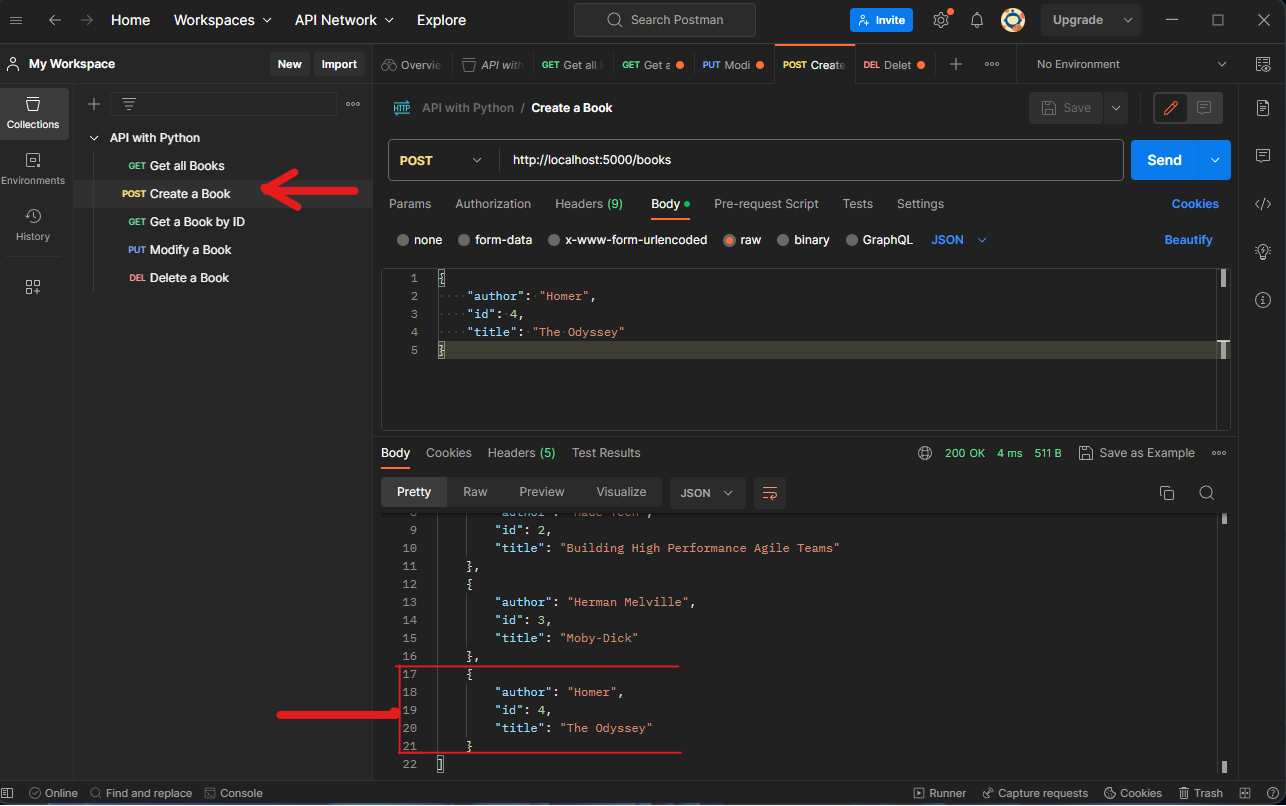 Home Workspaces API Network Explore Search Postman Invite Upgrade
My Workspace New Import Overvie API with GET Get all GET Get a PUT Modi POST Create DEL Delet No Environment
Collections
Environments
History
API with Python
GET Get all Books
POST Create a Book
GET Get a Book by ID
PUT Modify a Book
DEL Delete a Book
HTTP API with Python / Create a Book Save
POST http://localhost:5000/books Send
Params Authorization Headers (9) Body Pre-request Script Tests Settings Cookies
none form-data x-www-form-urlencoded raw binary GraphQL JSON Beautify
1 {
2 ····"author":·"Homer",
3 ····"id":·4,
4 ····"title":·"The·Odyssey"
5 }
Body Cookies Headers (5) Test Results 200 OK 4 ms 511 B Save as Example
Pretty Raw Preview Visualize JSON
8 "author": "Made Tech",
9 "id": 2,
10 "title": "Building High Performance Agile Teams"
11 },
12 {
13 "author": "Herman Melville",
14 "id": 3,
15 "title": "Moby-Dick"
16 },
17 {
18 "author": "Homer",
19 "id": 4,
20 "title": "The Odyssey"
21 }
22 ]
Online Find and replace Console Runner Capture requests Cookies Trash